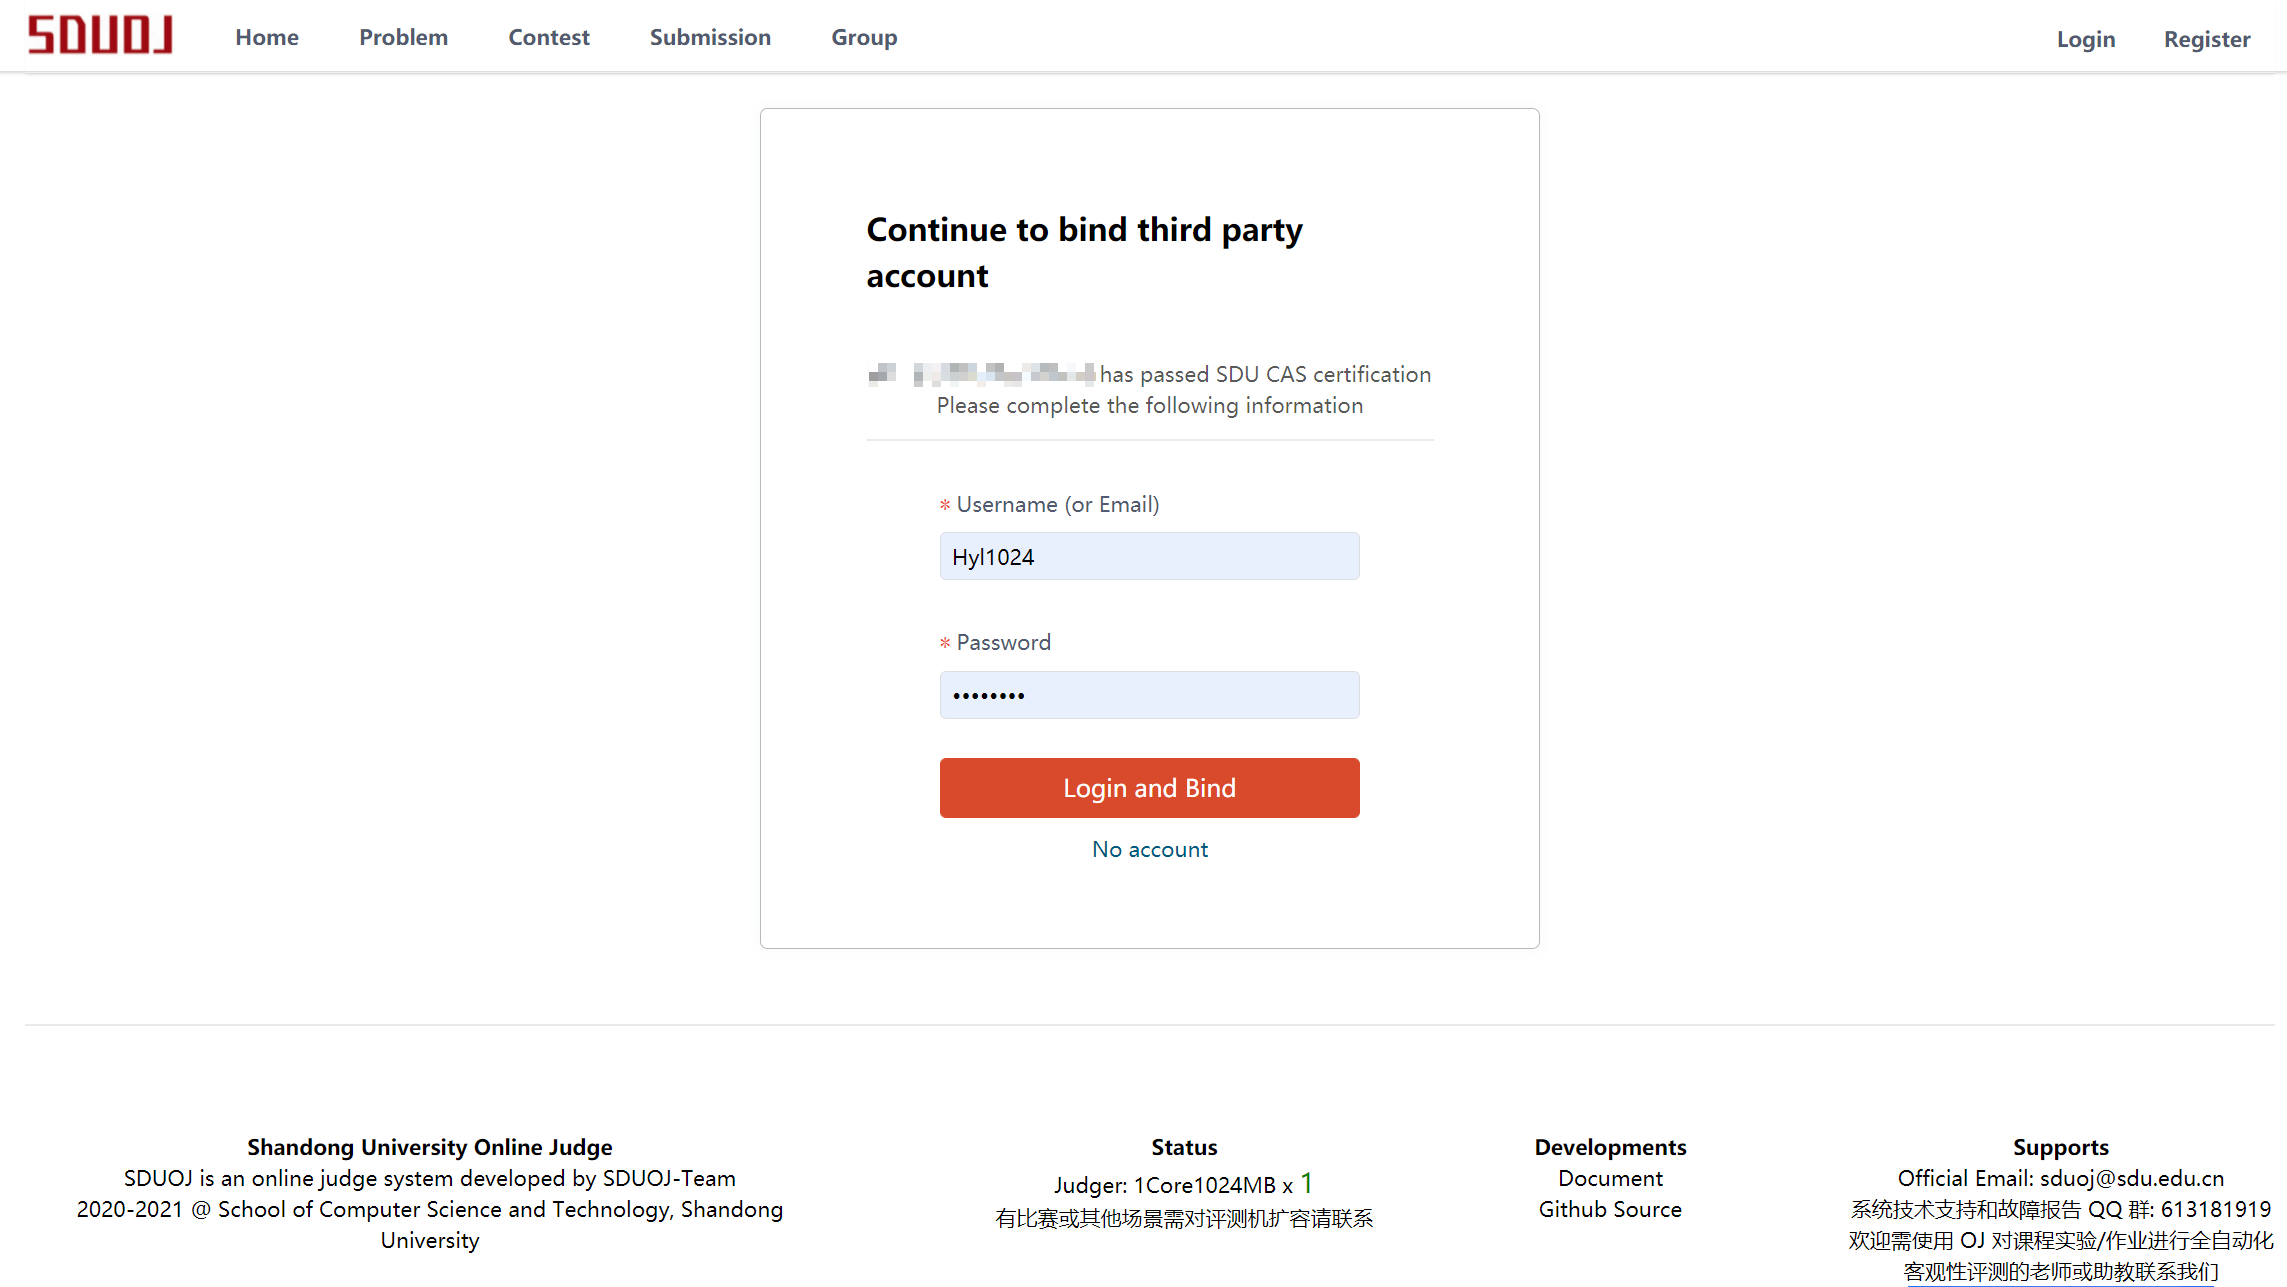 SDUOJ Home Problem Contest Submission Group Login Register
Continue to bind third party
account
has passed SDU CAS certification
Please complete the following information
* Username (or Email)
Hyl1024
* Password
••••••••
Login and Bind
No account
Shandong University Online Judge
SDUOJ is an online judge system developed by SDUOJ-Team
2020-2021 @ School of Computer Science and Technology, Shandong
University
Status
Judger: 1Core1024MB x 1
有比赛或其他场景需对评测机扩容请联系
Developments
Document
Github Source
Supports
Official Email: sduoj@sdu.edu.cn
系统技术支持和故障报告 QQ 群: 613181919
欢迎需使用 OJ 对课程实验/作业进行全自动化
客观性评测的老师或助教联系我们